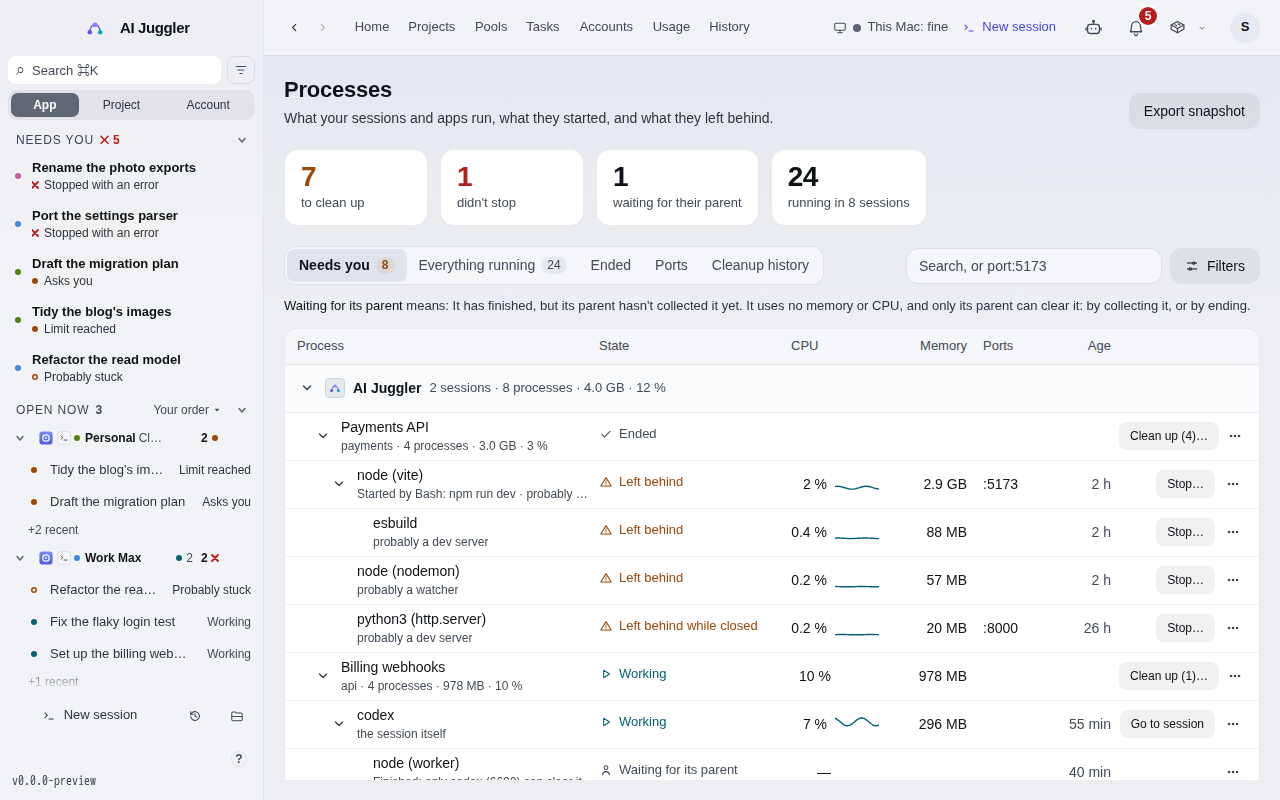 AI Juggler
Search ⌘K
App
Project
Account
NEEDS YOU 5
Rename the photo exports
Stopped with an error
Port the settings parser
Stopped with an error
Draft the migration plan
Asks you
Tidy the blog's images
Limit reached
Refactor the read model
Probably stuck
OPEN NOW 3
Your order
Personal Cl…
2
Tidy the blog's im…
Limit reached
Draft the migration plan
Asks you
+2 recent
Work Max
2 2
Refactor the rea…
Probably stuck
Fix the flaky login test
Working
Set up the billing web…
Working
+1 recent
New session
?
v0.0.0-preview
Home
Projects
Pools
Tasks
Accounts
Usage
History
This Mac: fine
New session
5
S
Processes
What your sessions and apps run, what they started, and what they left behind.
Export snapshot
7
to clean up
1
didn't stop
1
waiting for their parent
24
running in 8 sessions
Needs you 8
Everything running 24
Ended
Ports
Cleanup history
Search, or port:5173
Filters
Waiting for its parent means: It has finished, but its parent hasn't collected it yet. It uses no memory or CPU, and only its parent can clear it: by collecting it, or by ending.
Process
State
CPU
Memory
Ports
Age
AI Juggler 2 sessions · 8 processes · 4.0 GB · 12 %
Payments API
payments · 4 processes · 3.0 GB · 3 %
Ended
Clean up (4)…
node (vite)
Started by Bash: npm run dev · probably …
Left behind
2 %
2.9 GB
:5173
2 h
Stop…
esbuild
probably a dev server
Left behind
0.4 %
88 MB
2 h
Stop…
node (nodemon)
probably a watcher
Left behind
0.2 %
57 MB
2 h
Stop…
python3 (http.server)
probably a dev server
Left behind while closed
0.2 %
20 MB
:8000
26 h
Stop…
Billing webhooks
api · 4 processes · 978 MB · 10 %
Working
10 %
978 MB
Clean up (1)…
codex
the session itself
Working
7 %
296 MB
55 min
Go to session
node (worker)
Finished: only codex (6600) can clear it
Waiting for its parent
—
40 min